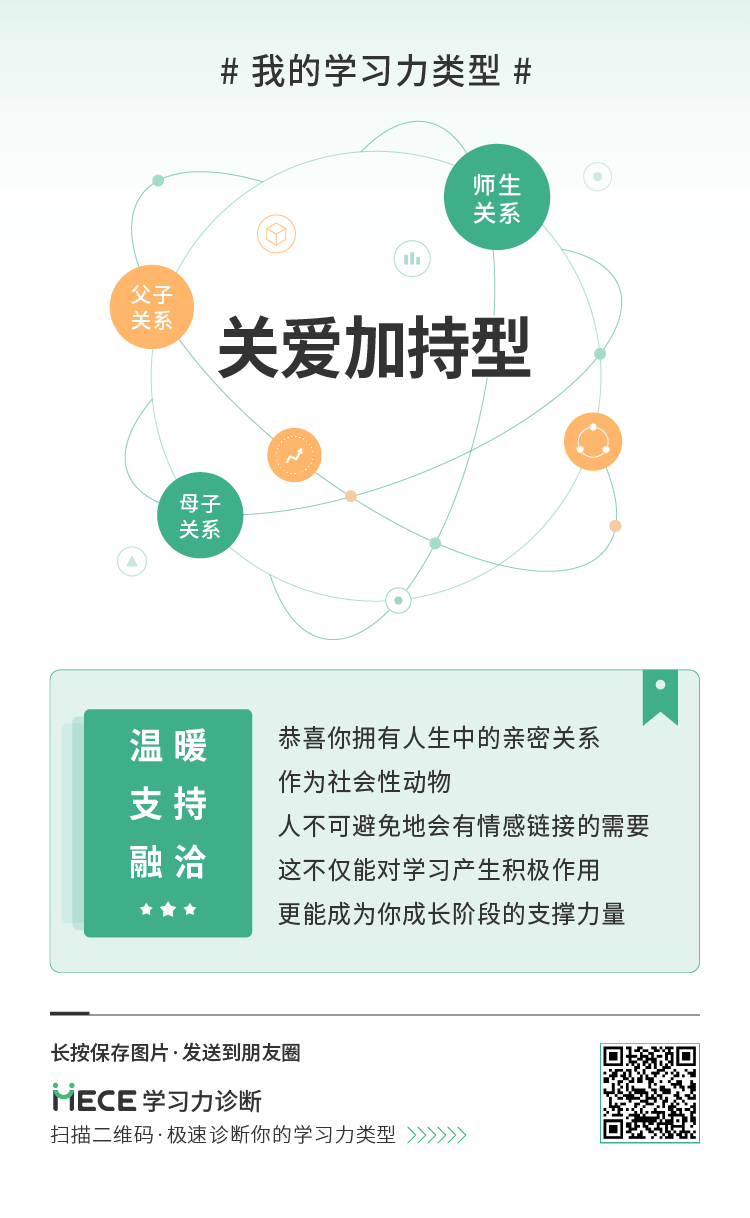 # 我的学习力类型 #
师生
关系
父子
关系
关爱加持型
母子
关系
温暖
支持
融洽
恭喜你拥有人生中的亲密关系
作为社会性动物
人不可避免地会有情感链接的需要
这不仅能对学习产生积极作用
更能成为你成长阶段的支撑力量
长按保存图片·发送到朋友圈
MECE 学习力诊断
扫描二维码·极速诊断你的学习力类型